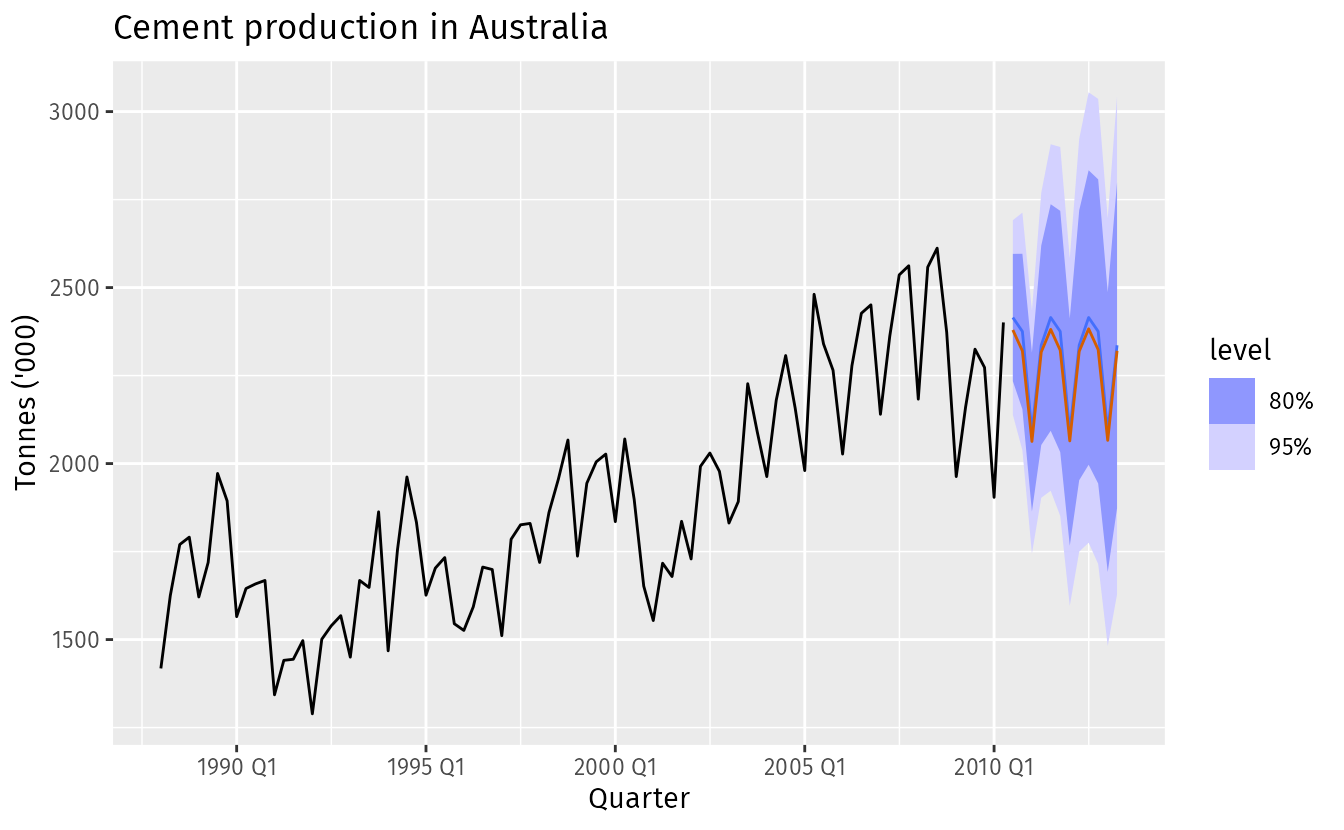 Cement production in Australia
3000
2500
2000
1500
Tonnes ('000)
1990 Q1
1995 Q1
2000 Q1
2005 Q1
2010 Q1
Quarter
level
80%
95%